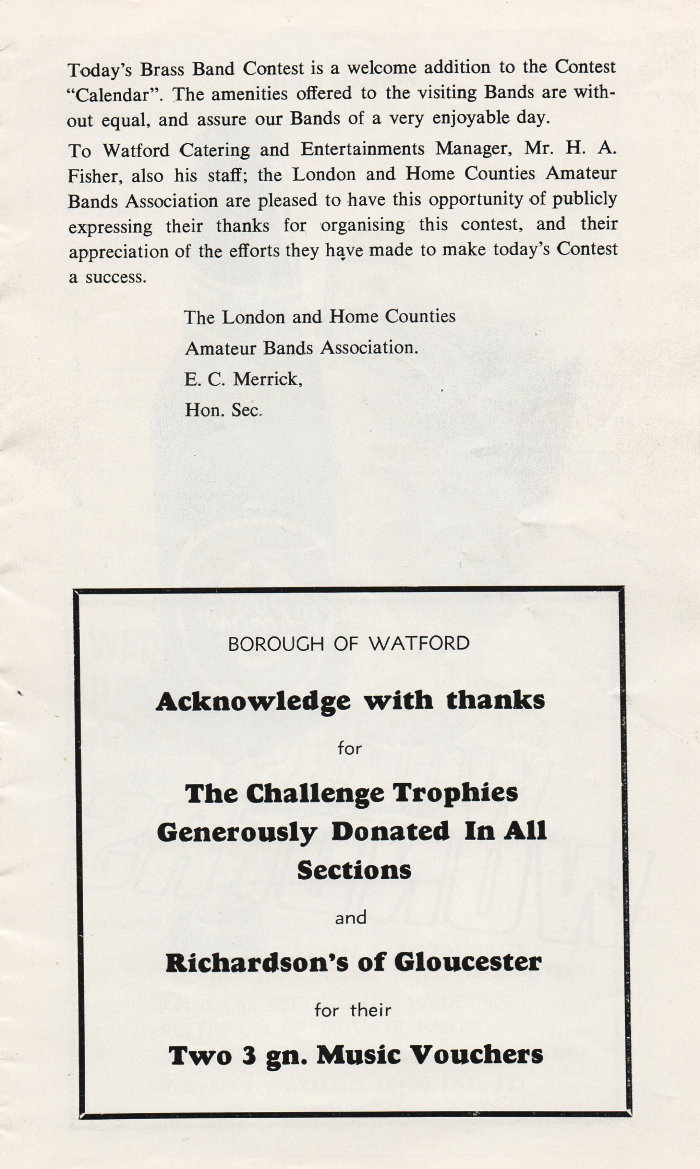 Today's Brass Band Contest is a welcome addition to the Contest
“Calendar”. The amenities offered to the visiting Bands are with-
out equal, and assure our Bands of a very enjoyable day.
To Watford Catering and Entertainments Manager, Mr. H. A.
Fisher, also his staff; the London and Home Counties Amateur
Bands Association are pleased to have this opportunity of publicly
expressing their thanks for organising this contest, and their
appreciation of the efforts they have made to make today's Contest
a success.
The London and Home Counties
Amateur Bands Association.
E. C. Merrick,
Hon. Sec.
BOROUGH OF WATFORD
Acknowledge with thanks
for
The Challenge Trophies
Generously Donated In All
Sections
and
Richardson's of Gloucester
for their
Two 3 gn. Music Vouchers